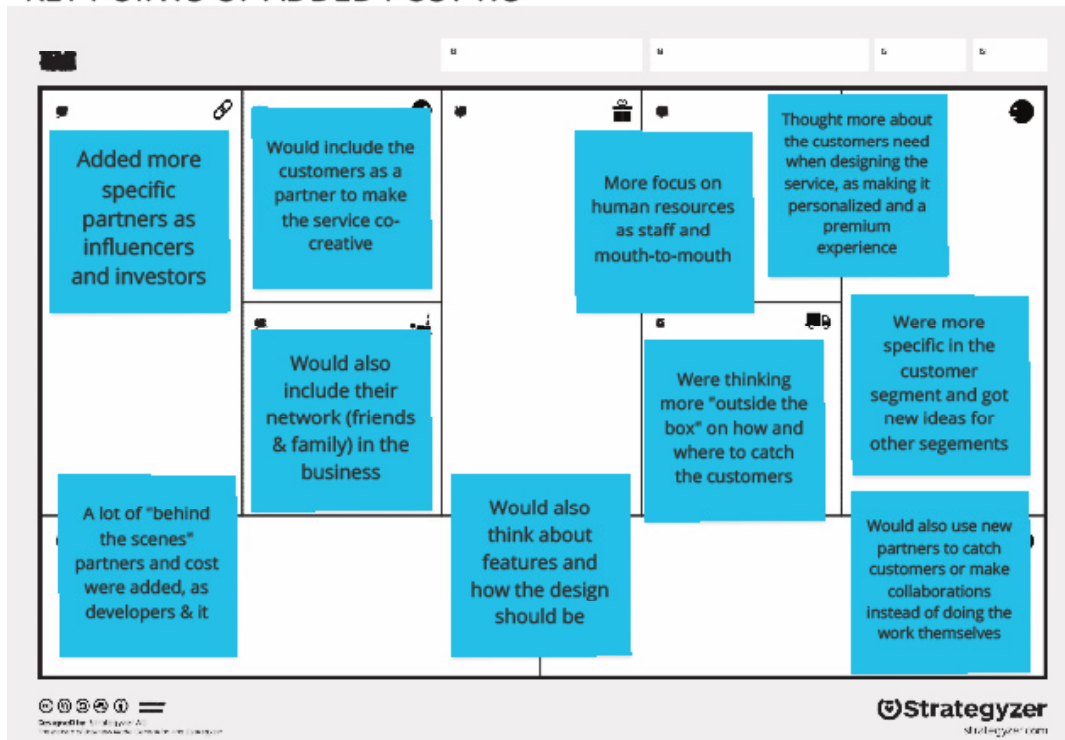 Added more
specific
partners as
influencers
and investors
Would include the
customers as a
partner to make
the service co-
creative
More focus on
human resources
as staff and
mouth-to-mouth
Thought more about
the customers need
when designing the
service, as making it
personalized and a
premium
experience
Would also
include their
network (friends
& family) in the
business
Were thinking
more "outside the
box" on how and
where to catch
the customers
Were more
specific in the
customer
segment and got
new ideas for
other segements
A lot of "behind
the scenes"
partners and cost
were added, as
developers & it
Would also
think about
features and
how the design
should be
Would also use new
partners to catch
customers or make
collaborations
instead of doing the
work themselves
Strategyzer
strategyzer.com